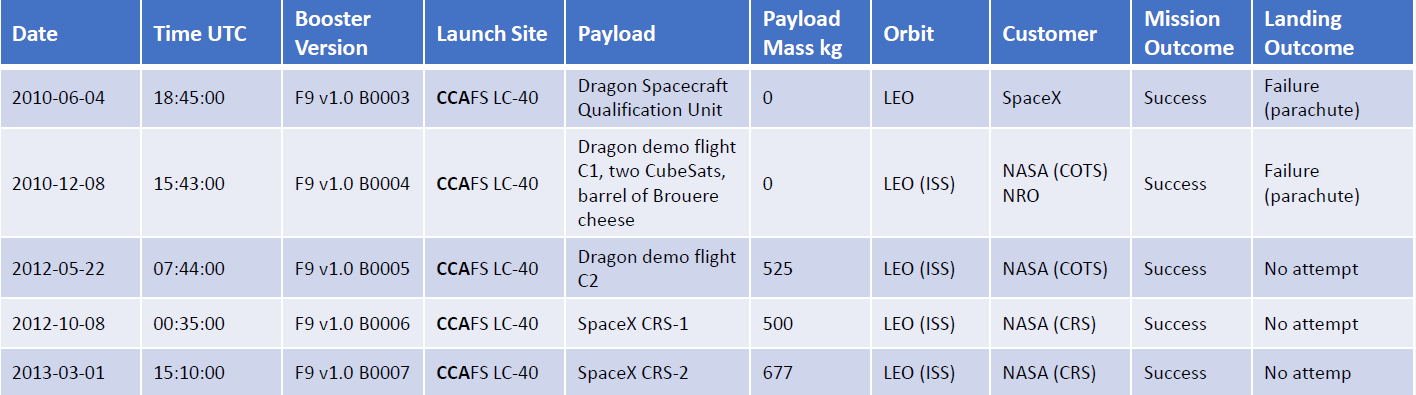 Date Time UTC Booster Version Launch Site Payload Payload Mass kg Orbit Customer Mission Outcome Landing Outcome
2010-06-04 18:45:00 F9 v1.0 B0003 CCAFS LC-40 Dragon Spacecraft Qualification Unit 0 LEO SpaceX Success Failure (parachute)
2010-12-08 15:43:00 F9 v1.0 B0004 CCAFS LC-40 Dragon demo flight C1, two CubeSats, barrel of Brouere cheese 0 LEO (ISS) NASA (COTS) NRO Success Failure (parachute)
2012-05-22 07:44:00 F9 v1.0 B0005 CCAFS LC-40 Dragon demo flight C2 525 LEO (ISS) NASA (COTS) Success No attempt
2012-10-08 00:35:00 F9 v1.0 B0006 CCAFS LC-40 SpaceX CRS-1 500 LEO (ISS) NASA (CRS) Success No attempt
2013-03-01 15:10:00 F9 v1.0 B0007 CCAFS LC-40 SpaceX CRS-2 677 LEO (ISS) NASA (CRS) Success No attemp